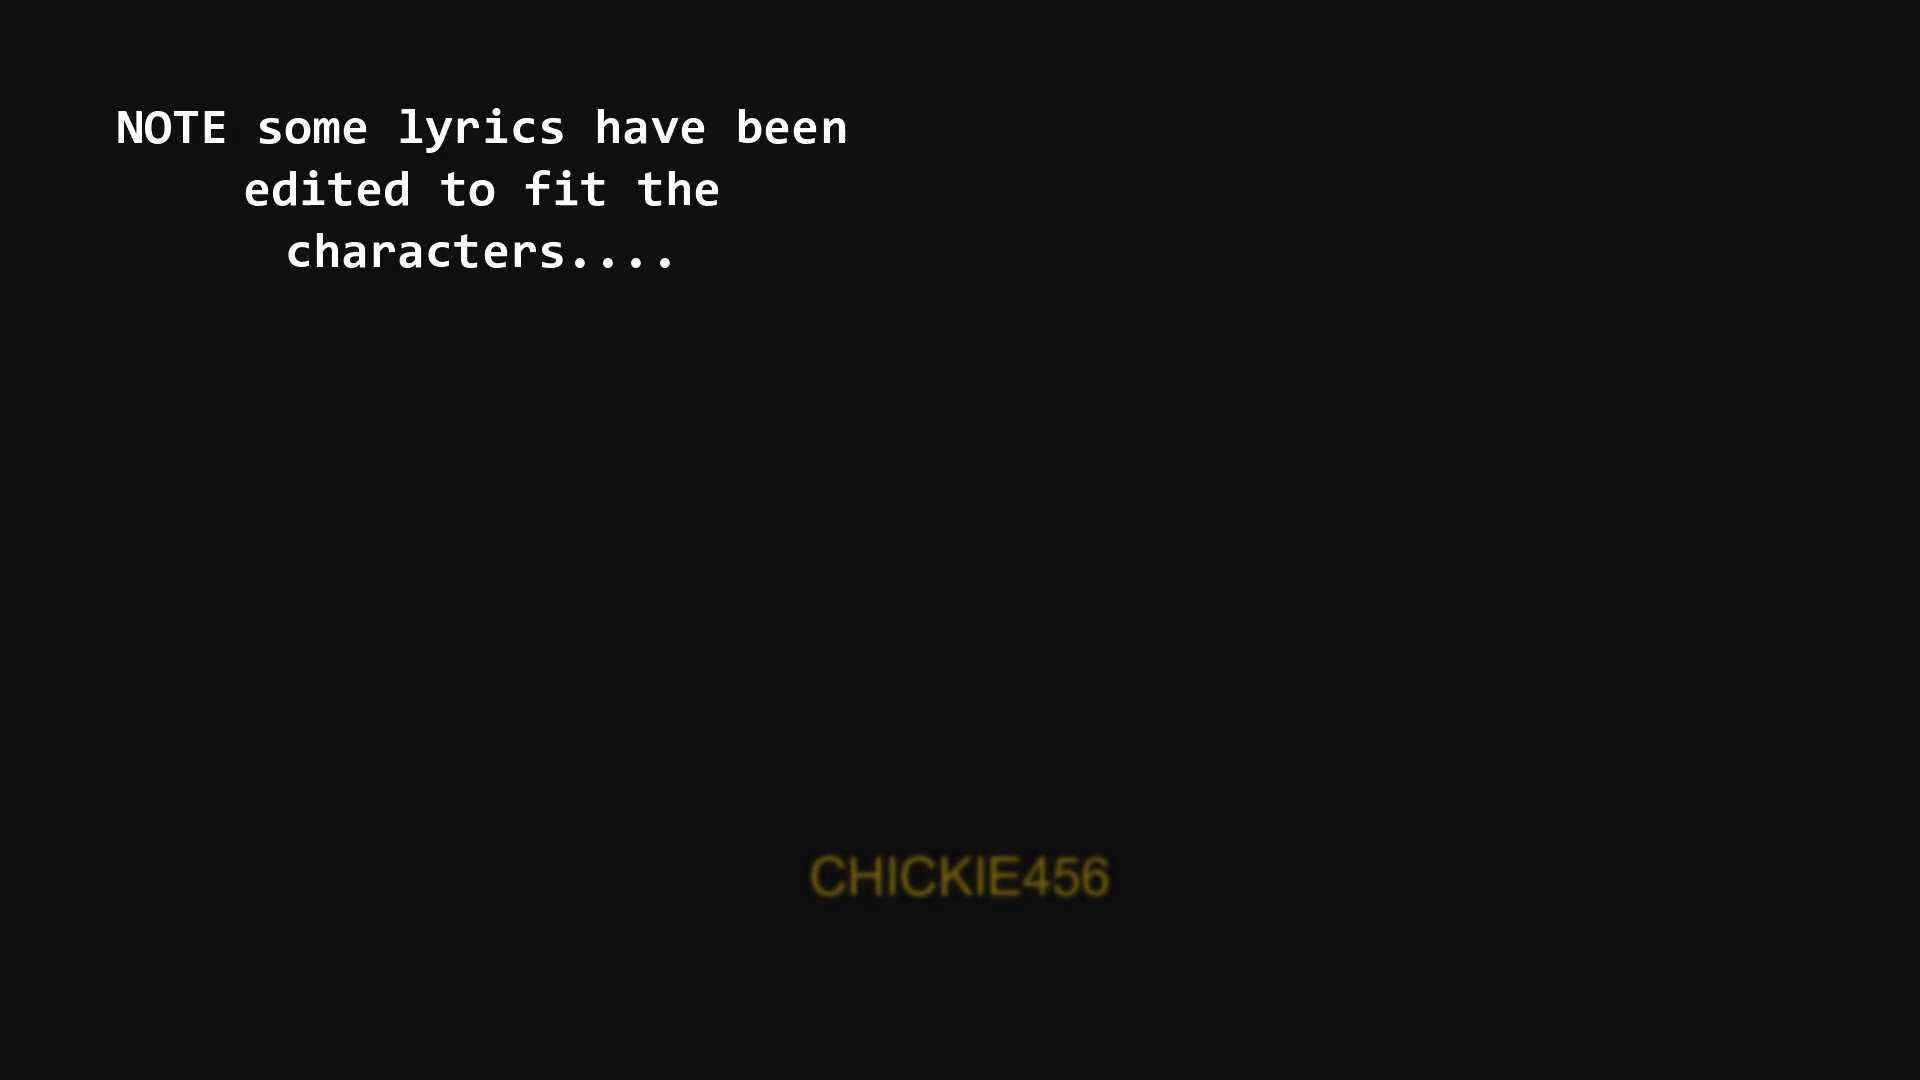 NOTE some lyrics have been
edited to fit the
characters....
CHICKIE456